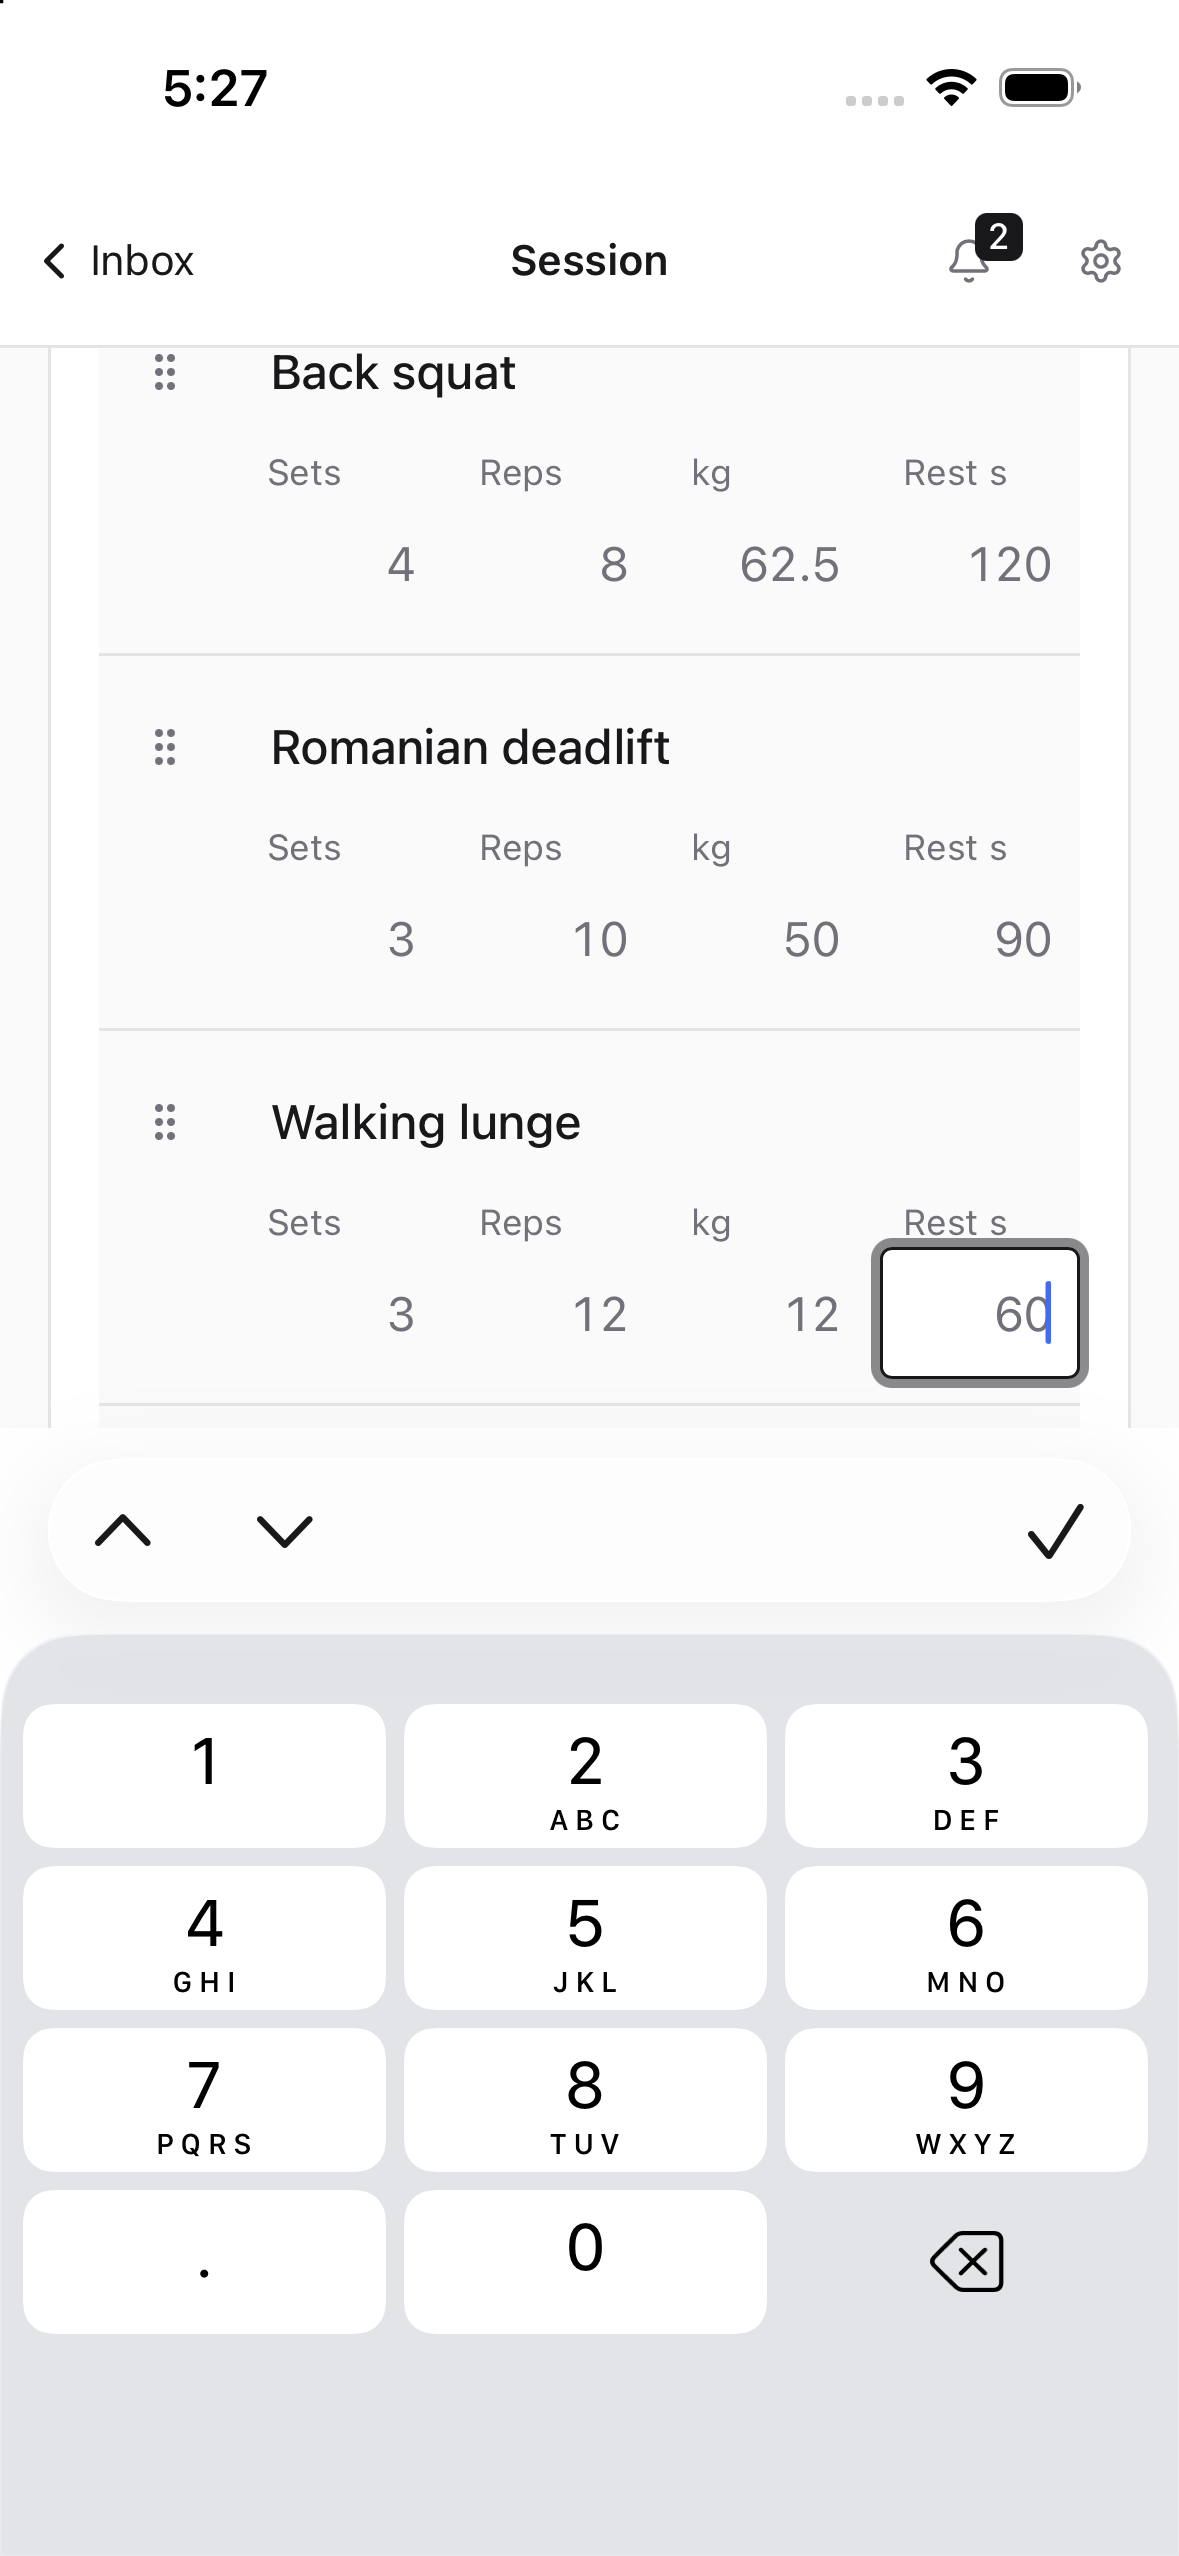 5:27
Inbox Session 2
Back squat
Sets Reps kg Rest s
4 8 62.5 120
Romanian deadlift
Sets Reps kg Rest s
3 10 50 90
Walking lunge
Sets Reps kg Rest s
3 12 12 60
1 2 3
ABC DEF
4 5 6
GHI JKL MNO
7 8 9
PQRS TUV WXYZ
. 0